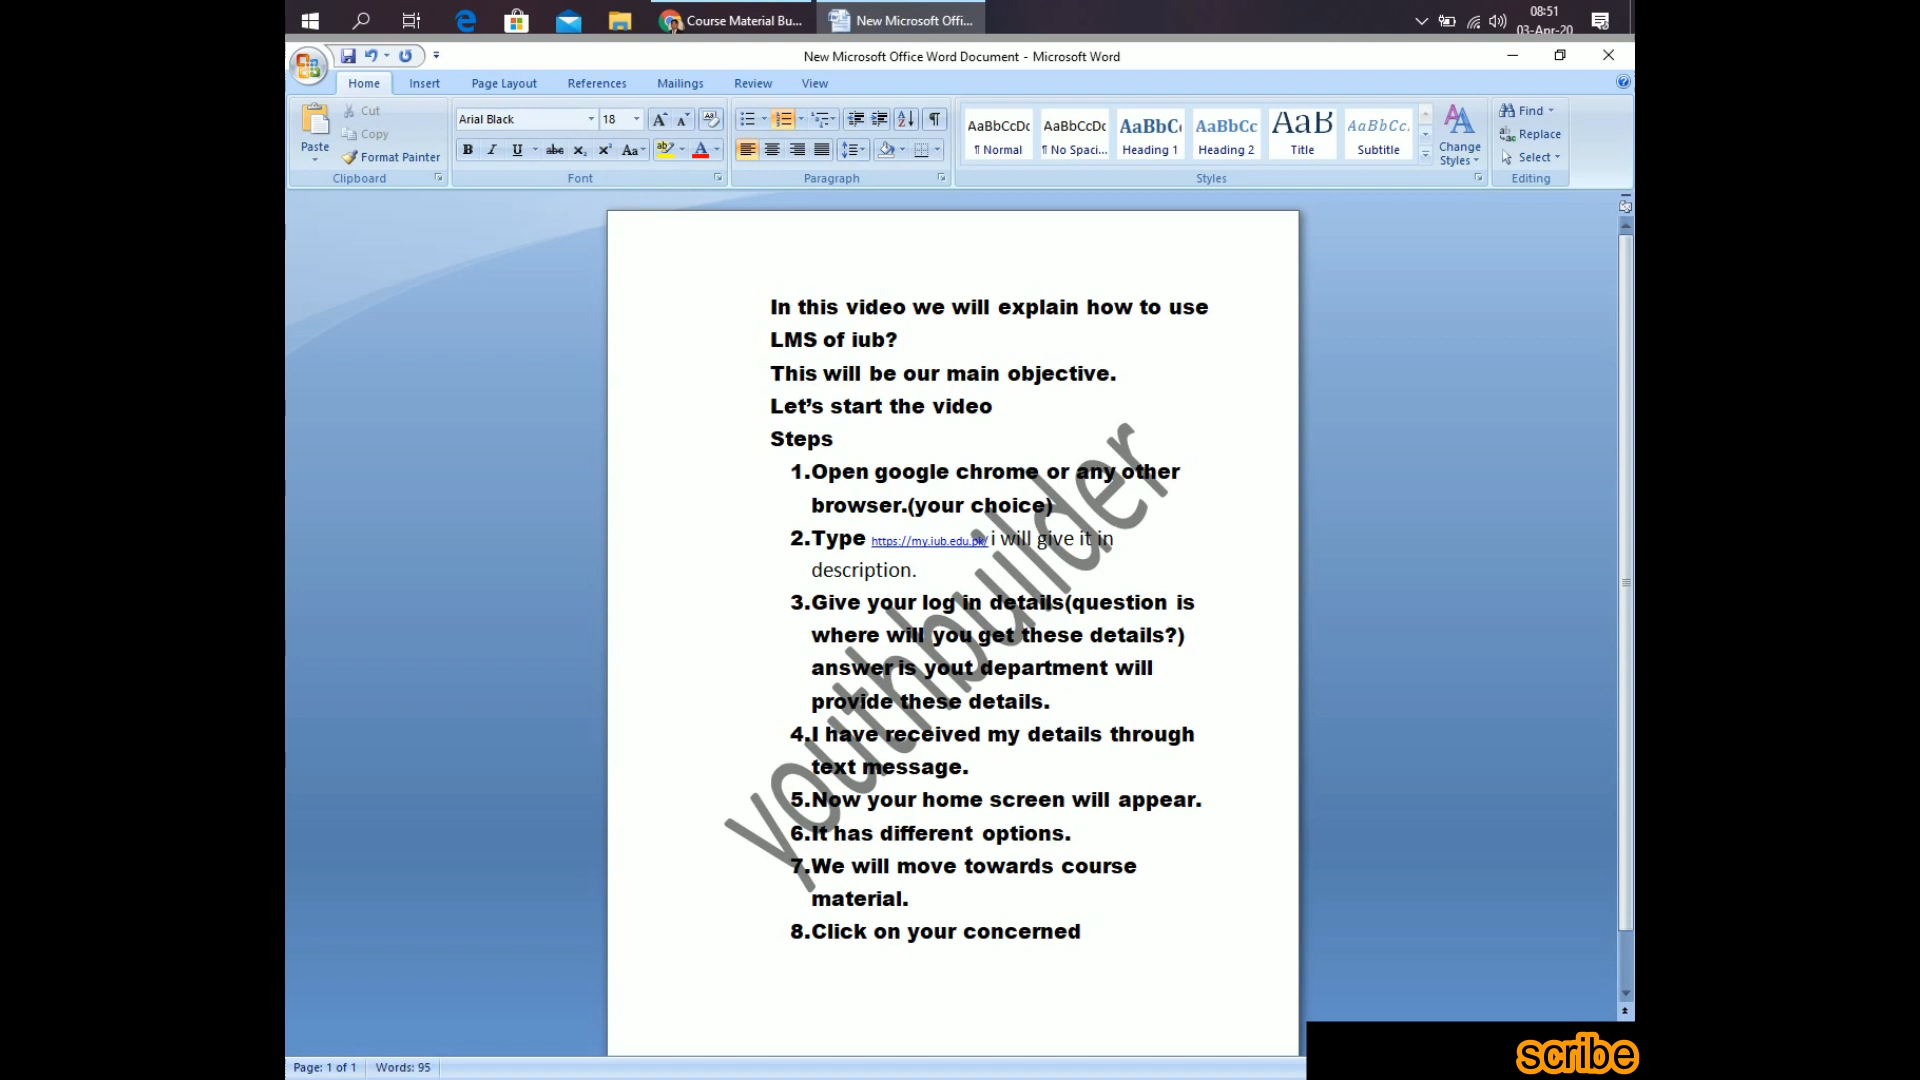 Course Material Bu...
New Microsoft Offi...
08:51
03-Apr-20
New Microsoft Office Word Document - Microsoft Word
Home Insert Page Layout References Mailings Review View
Paste
Cut
Copy
Format Painter
Clipboard
Arial Black 18
Font
Paragraph
AaBbCcDc AaBbCcDc AaBbC AaBbCc AaB AaBbCc.
¶ Normal ¶ No Spaci... Heading 1 Heading 2 Title Subtitle
Change
Styles
Styles
Find
Replace
Select
Editing
In this video we will explain how to use
LMS of iub?
This will be our main objective.
Let’s start the video
Steps
1.Open google chrome or any other
browser.(your choice)
2.Type https://my.iub.edu.pk/ i will give it in
description.
3.Give your log in details(question is
where will you get these details?)
answer is yout department will
provide these details.
4.I have received my details through
text message.
5.Now your home screen will appear.
6.It has different options.
7.We will move towards course
material.
8.Click on your concerned
youthbuilder
Page: 1 of 1 Words: 95
scribe